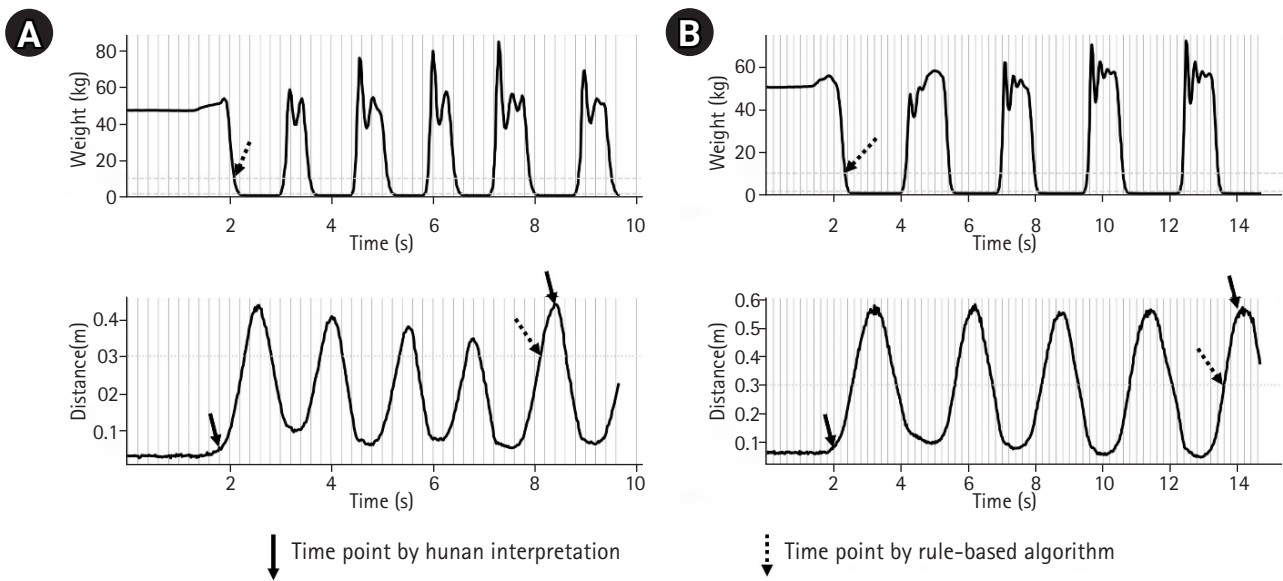 A
Weight (kg)
80
60
40
20
0
2 4 6 8 10
Time (s)
Distance(m)
0.4
03
02
0.1
2 4 6 8 10
Time (s)
B
Weight (kg)
60
40
20
0
2 4 6 8 10 12 14
Time (s)
Distance(m)
0.6
0.5
0.4
0.3
0.2
0.1
2 4 6 8 10 12 14
Time (s)
Time point by hunan interpretation
Time point by rule-based algorithm